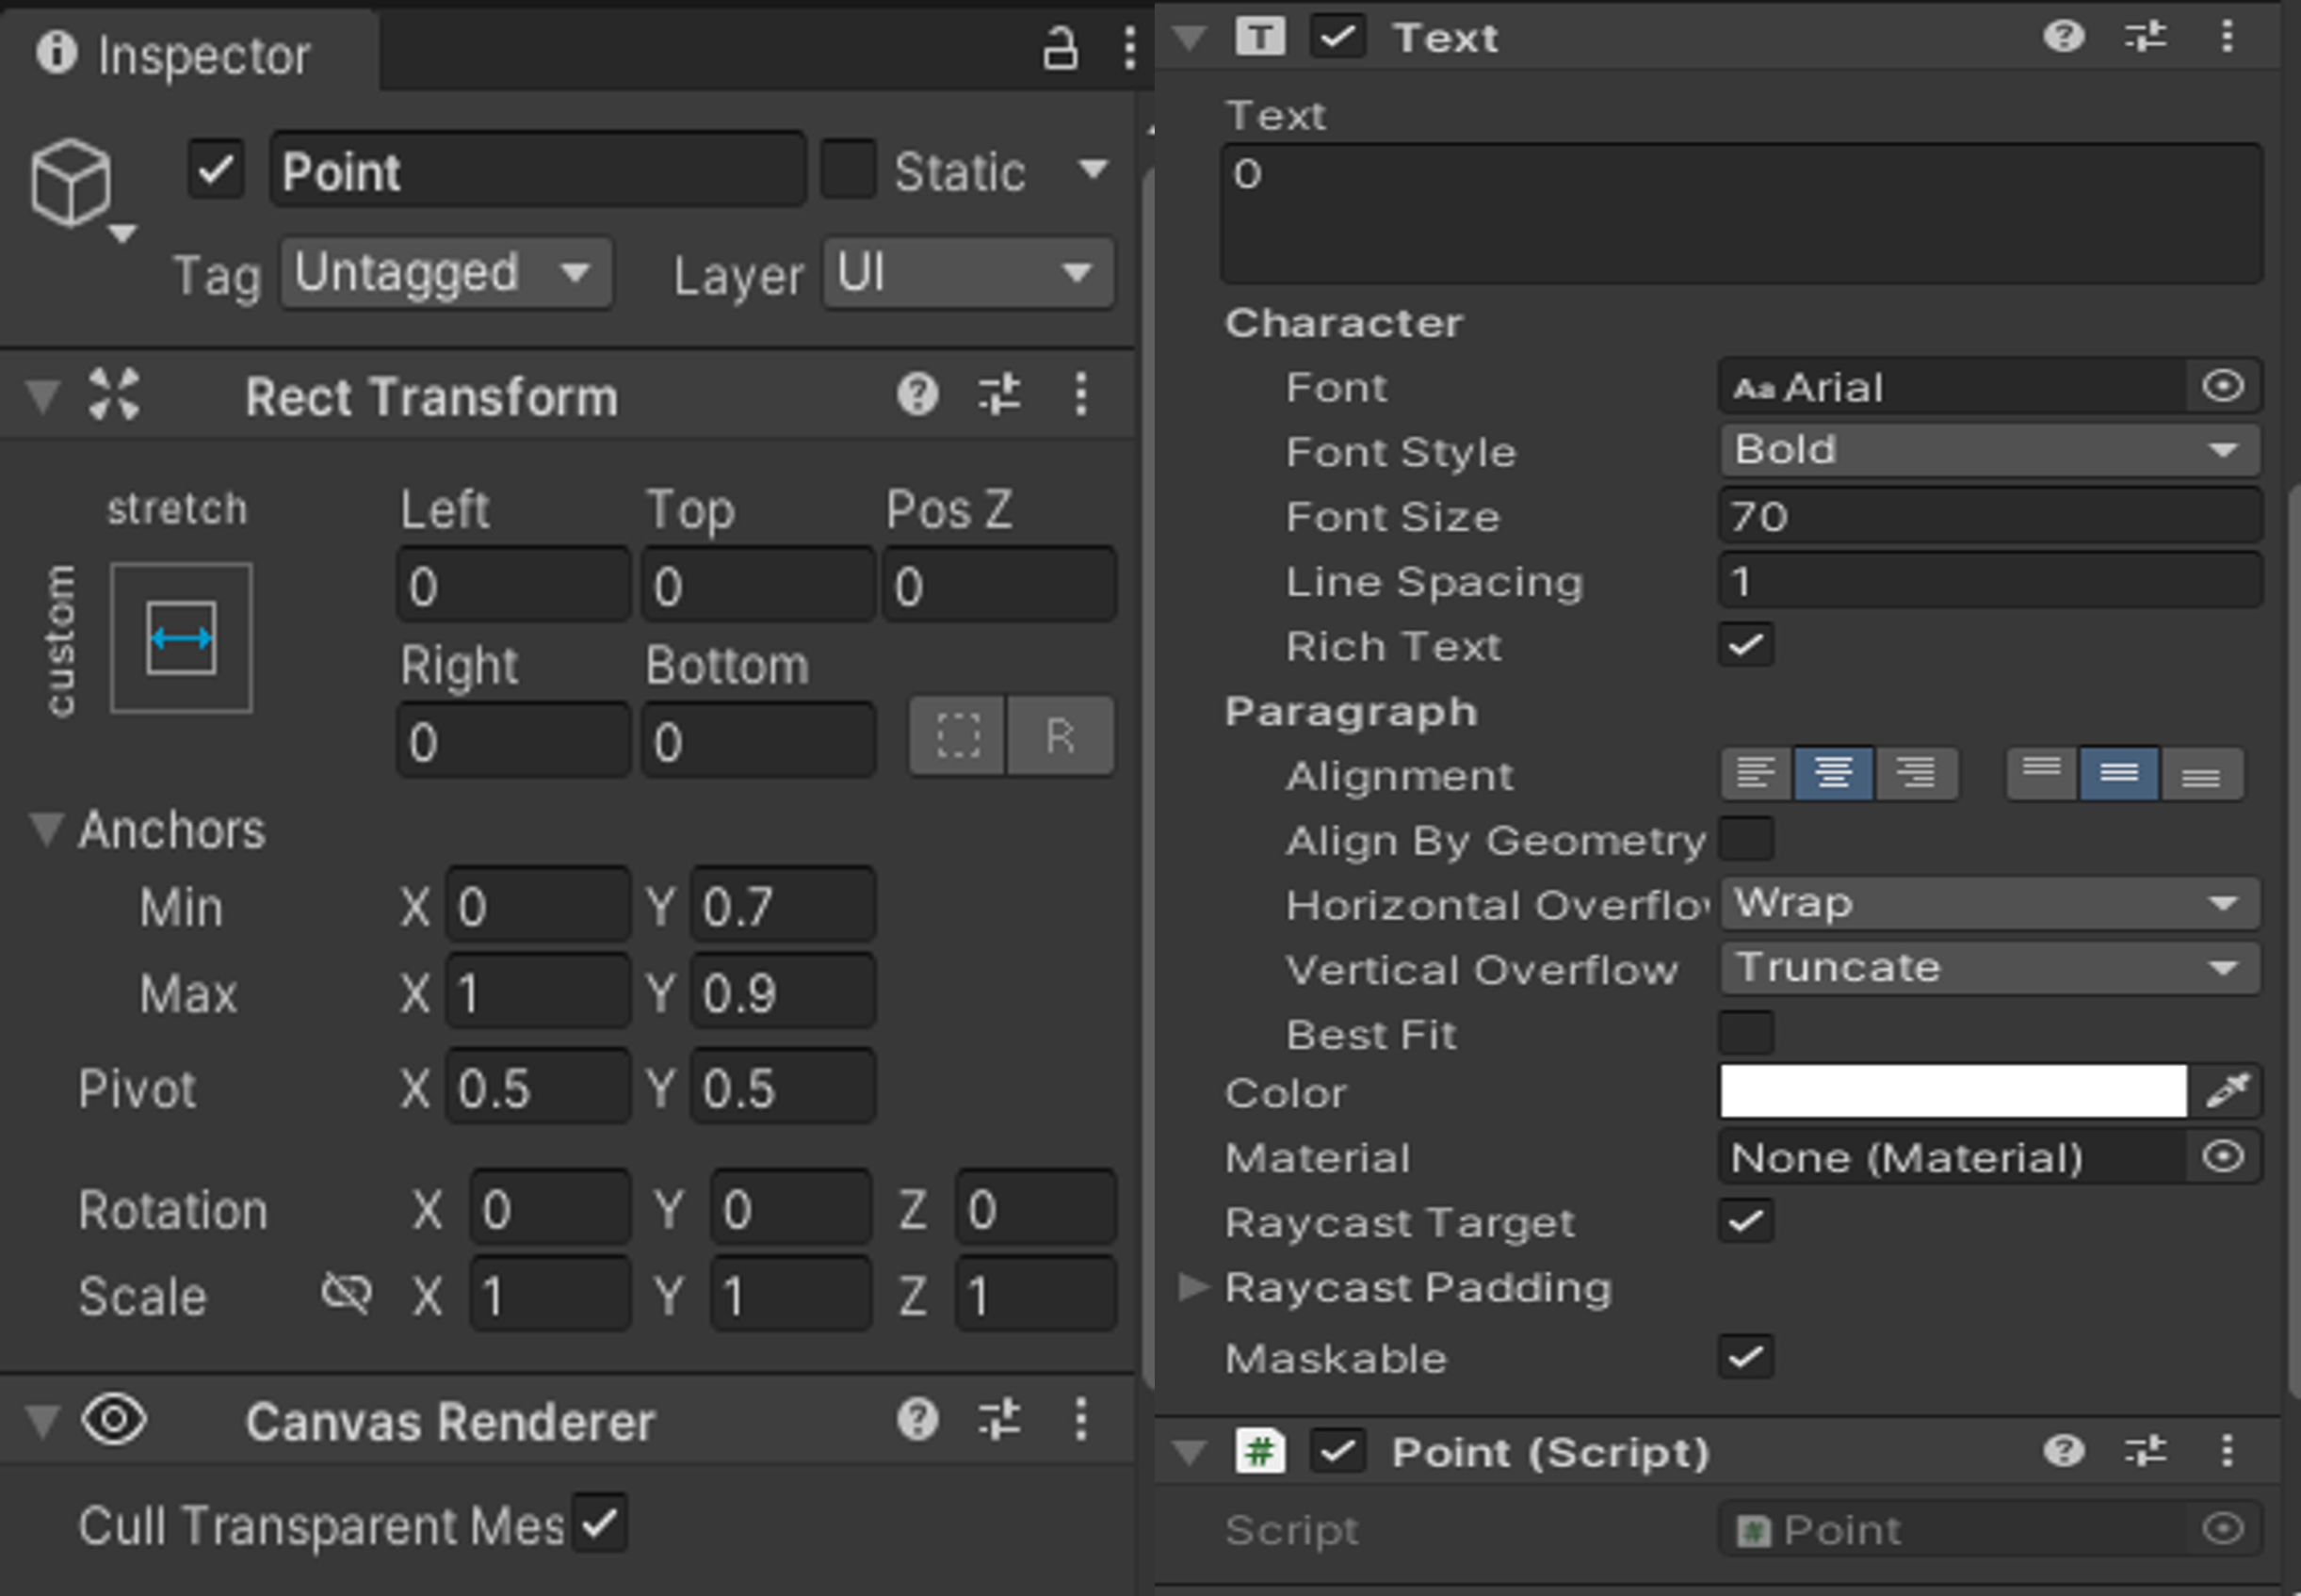 Inspector
Point
Static
Tag Untagged Layer UI
Rect Transform
stretch
custom
Left Top Pos Z
0 0 0
Right Bottom
0 0
R
Anchors
Min X 0 Y 0.7
Max X 1 Y 0.9
Pivot X 0.5 Y 0.5
Rotation X 0 Y 0 Z 0
Scale X 1 Y 1 Z 1
Canvas Renderer
Cull Transparent Mes
T Text
Text
0
Character
Font Aa Arial
Font Style Bold
Font Size 70
Line Spacing 1
Rich Text
Paragraph
Alignment
Align By Geometry
Horizontal Overflo Wrap
Vertical Overflow Truncate
Best Fit
Color
Material None (Material)
Raycast Target
Raycast Padding
Maskable
# Point (Script)
Script # Point